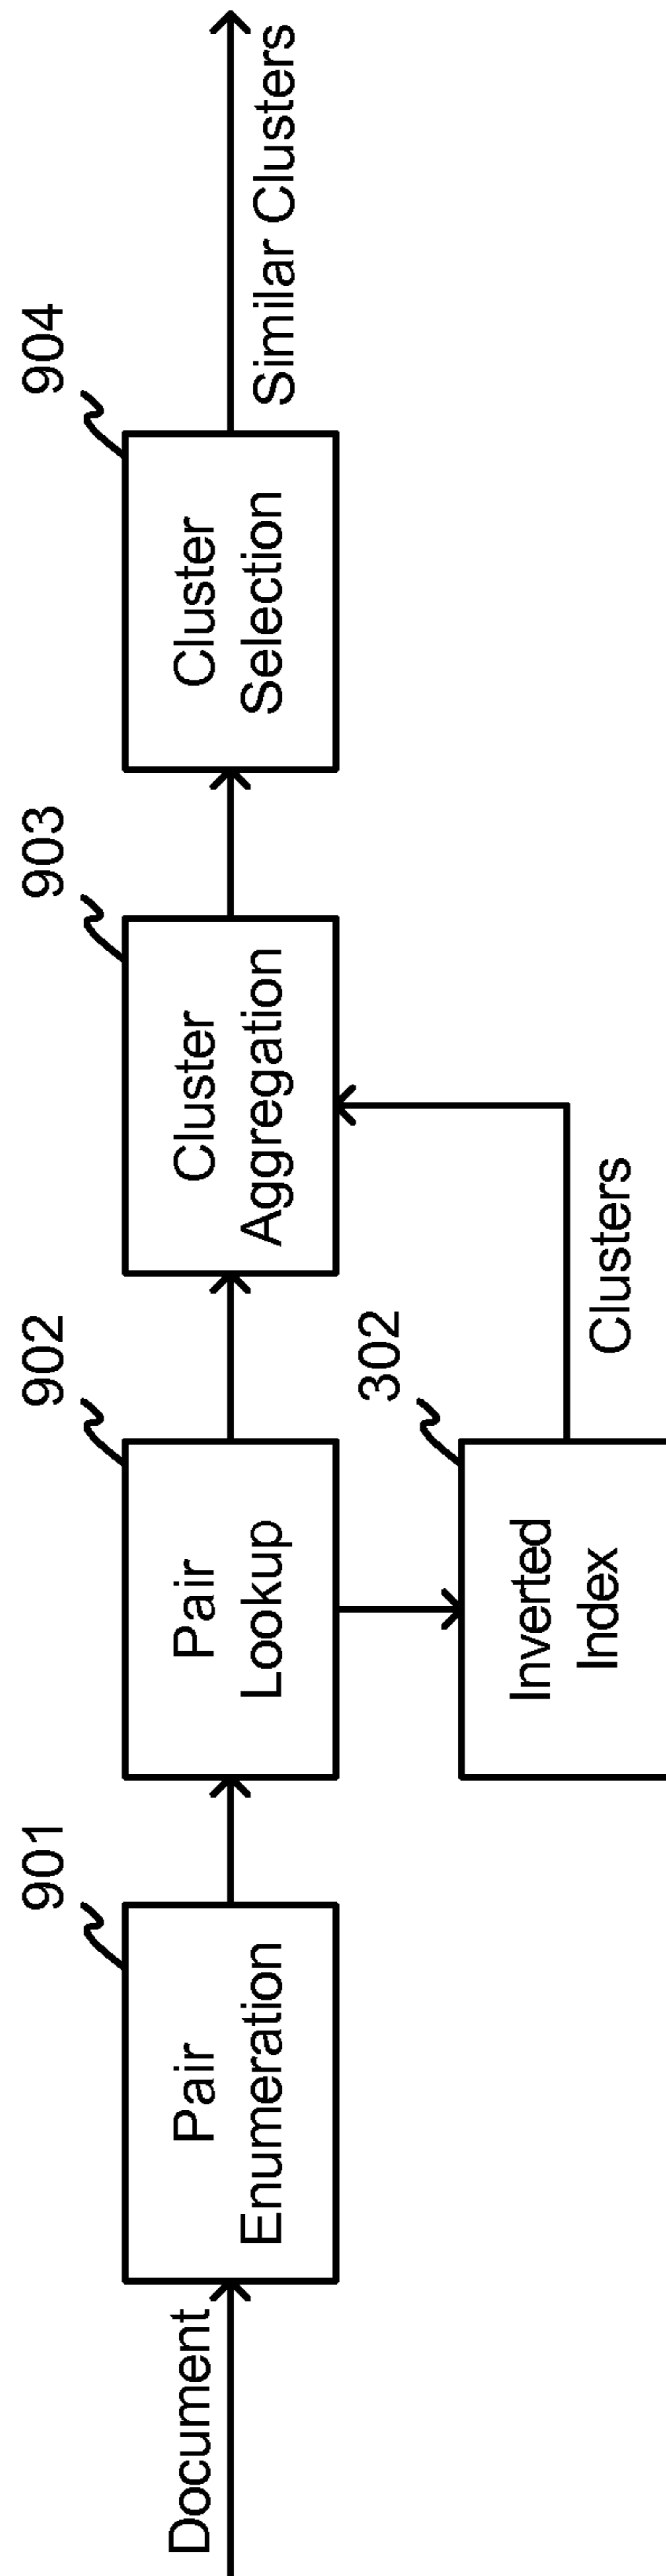 901
902
903
904
Document
Pair
Enumeration
Pair
Lookup
Cluster
Aggregation
Cluster
Selection
Similar Clusters
302
Inverted
Index
Clusters